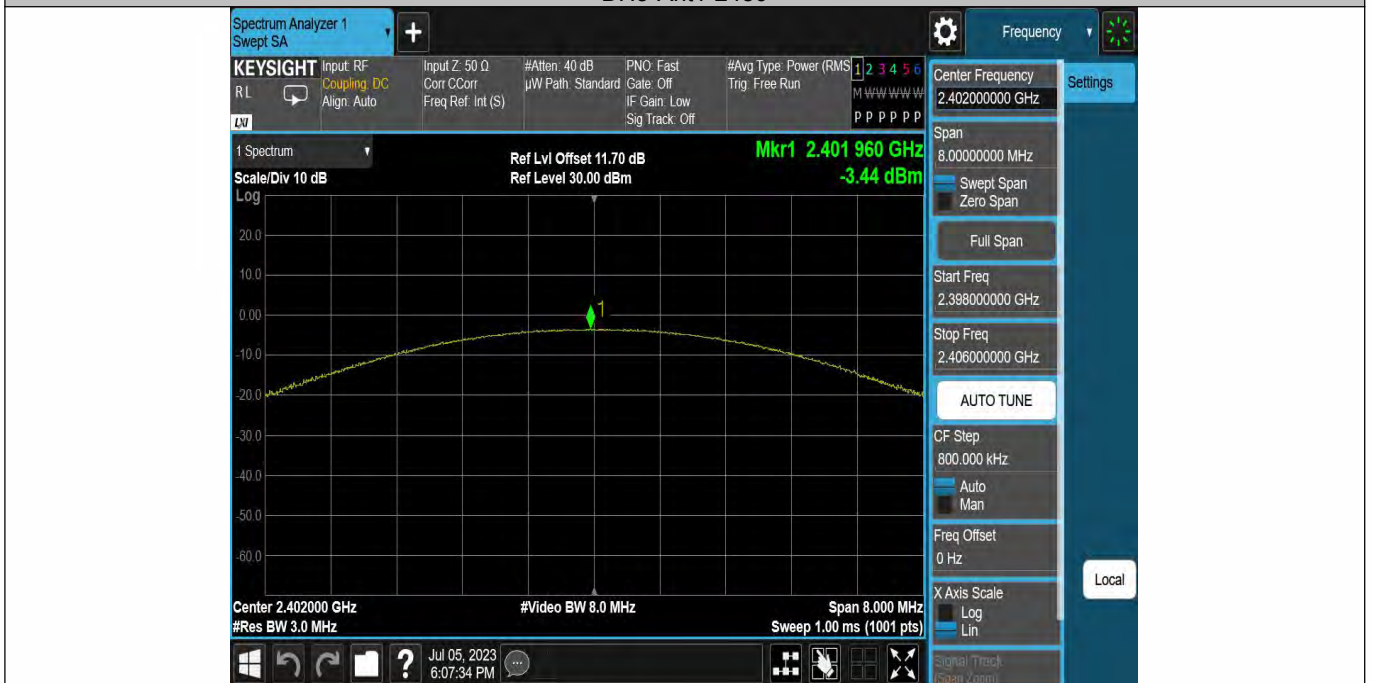 Spectrum Analyzer 1
Swept SA
+
Frequency
KEYSIGHT
RL
LXI
Input: RF
Coupling: DC
Align: Auto
Input Z: 50 Ω
Corr CCorr
Freq Ref: Int (S)
#Atten: 40 dB
µW Path: Standard
PNO: Fast
Gate: Off
IF Gain: Low
Sig Track: Off
#Avg Type: Power (RMS
Trig: Free Run
1 2 3 4 5 6
M W W W W W
P P P P P P
1 Spectrum
Scale/Div 10 dB
Ref Lvl Offset 11.70 dB
Ref Level 30.00 dBm
Mkr1 2.401 960 GHz
-3.44 dBm
Log
20.0
10.0
0.00
-10.0
-20.0
-30.0
-40.0
-50.0
-60.0
1
Center 2.402000 GHz
#Res BW 3.0 MHz
#Video BW 8.0 MHz
Span 8.000 MHz
Sweep 1.00 ms (1001 pts)
Center Frequency
2.402000000 GHz
Settings
Span
8.00000000 MHz
Swept Span
Zero Span
Full Span
Start Freq
2.398000000 GHz
Stop Freq
2.406000000 GHz
AUTO TUNE
CF Step
800.000 kHz
Auto
Man
Freq Offset
0 Hz
X Axis Scale
Log
Lin
Signal Track
(Span Zoom)
Local
?
Jul 05, 2023
6:07:34 PM